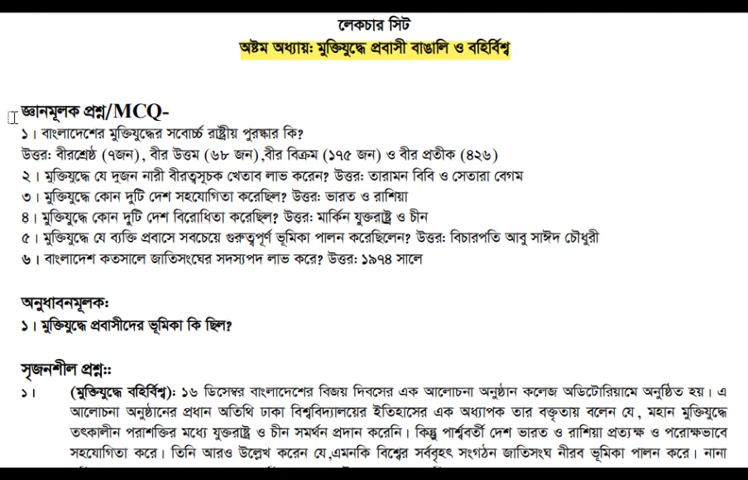 লেকচার সিট
অষ্টম অধ্যায়: মুক্তিযুদ্ধে প্রবাসী বাঙালি ও বহির্বিশ্ব
জ্ঞানমূলক প্রশ্ন/MCQ-
১। বাংলাদেশের মুক্তিযুদ্ধের সবোর্চ্চ রাষ্ট্রীয় পুরষ্কার কি?
উত্তর: বীরশ্রেষ্ঠ (৭জন), বীর উত্তম (৬৮ জন),বীর বিক্রম (১৭৫ জন) ও বীর প্রতীক (৪২৬)
২। মুক্তিযুদ্ধে যে দুজন নারী বীরত্বসূচক খেতাব লাভ করেন? উত্তর: তারামন বিবি ও সেতারা বেগম
৩। মুক্তিযুদ্ধে কোন দুটি দেশ সহযোগিতা করেছিল? উত্তর: ভারত ও রাশিয়া
৪। মুক্তিযুদ্ধে কোন দুটি দেশ বিরোধিতা করেছিল? উত্তর: মার্কিন যুক্তরাষ্ট্র ও চীন
৫। মুক্তিযুদ্ধে যে ব্যক্তি প্রবাসে সবচেয়ে গুরুত্বপূর্ণ ভূমিকা পালন করেছিলেন? উত্তর: বিচারপতি আবু সাঈদ চৌধুরী
৬। বাংলাদেশ কতসালে জাতিসংঘের সদস্যপদ লাভ করে? উত্তর: ১৯৭৪ সালে
অনুধাবনমূলক:
১। মুক্তিযুদ্ধে প্রবাসীদের ভূমিকা কি ছিল?
সৃজনশীল প্রশ্ন::
১। (মুক্তিযুদ্ধে বহির্বিশ্ব): ১৬ ডিসেম্বর বাংলাদেশের বিজয় দিবসের এক আলোচনা অনুষ্ঠান কলেজ অডিটোরিয়ামে অনুষ্ঠিত হয়। এ
আলোচনা অনুষ্ঠানের প্রধান অতিথি ঢাকা বিশ্ববিদ্যালয়ের ইতিহাসের এক অধ্যাপক তার বক্তৃতায় বলেন যে, মহান মুক্তিযুদ্ধে
তৎকালীন পরাশক্তির মধ্যে যুক্তরাষ্ট্র ও চীন সমর্থন প্রদান করেনি। কিন্তু পার্শ্ববর্তী দেশ ভারত ও রাশিয়া প্রত্যক্ষ ও পরোক্ষভাবে
সহযোগিতা করে। তিনি আরও উল্লেখ করেন যে,এমনকি বিশ্বের সর্ববৃহৎ সংগঠন জাতিসংঘ নীরব ভূমিকা পালন করে। নানা